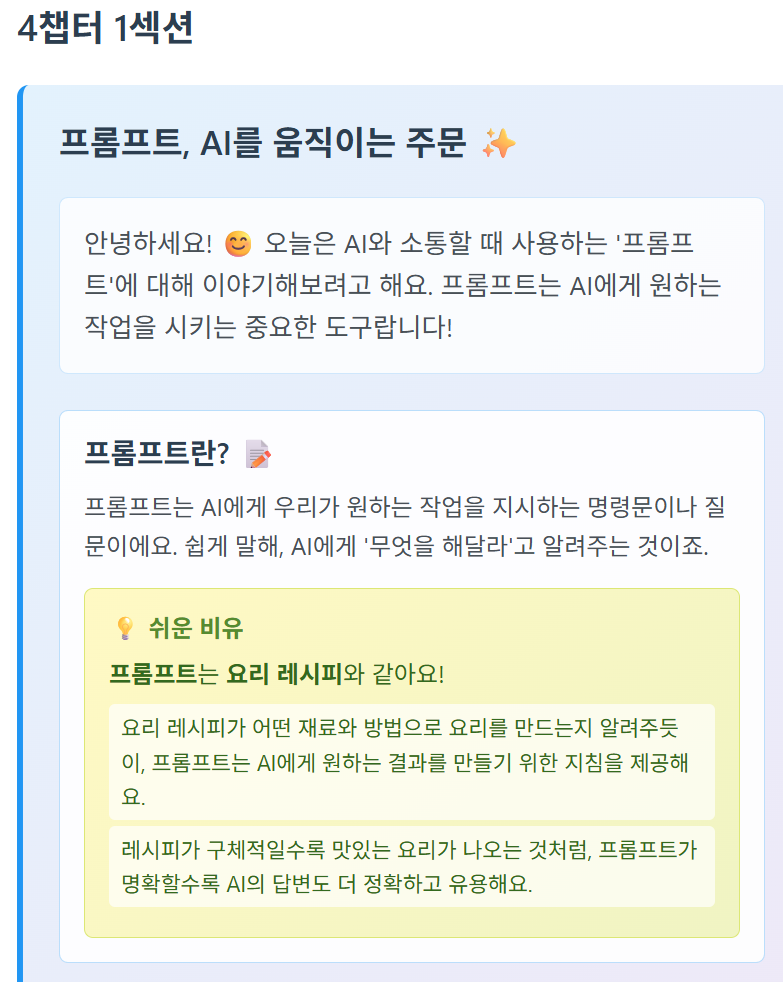 4챕터 1섹션
프롬프트, AI를 움직이는 주문 ✨
안녕하세요! 😊 오늘은 AI와 소통할 때 사용하는 '프롬프
트'에 대해 이야기해보려고 해요. 프롬프트는 AI에게 원하는
작업을 시키는 중요한 도구랍니다!
프롬프트란? 📝
프롬프트는 AI에게 우리가 원하는 작업을 지시하는 명령문이나 질
문이에요. 쉽게 말해, AI에게 '무엇을 해달라'고 알려주는 것이죠.
💡 쉬운 비유
프롬프트는 요리 레시피와 같아요!
요리 레시피가 어떤 재료와 방법으로 요리를 만드는지 알려주듯
이, 프롬프트는 AI에게 원하는 결과를 만들기 위한 지침을 제공해
요.
레시피가 구체적일수록 맛있는 요리가 나오는 것처럼, 프롬프트가
명확할수록 AI의 답변도 더 정확하고 유용해요.